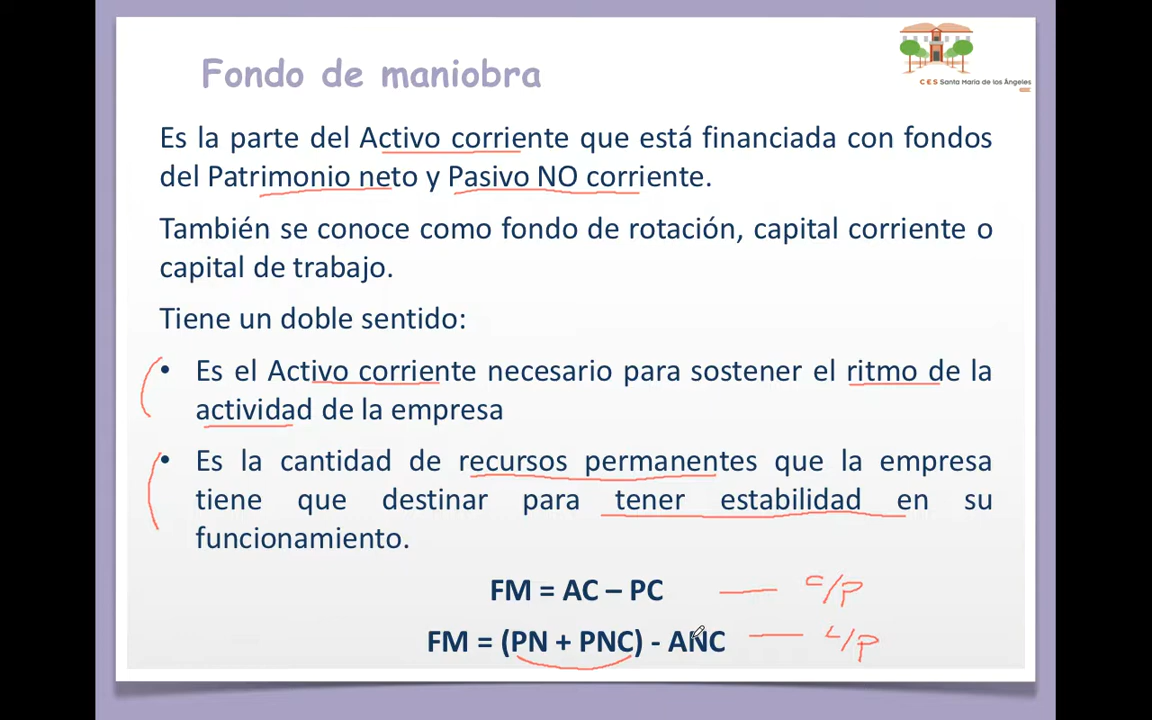 Fondo de maniobra
CES Santa María de los Ángeles
Es la parte del Activo corriente que está financiada con fondos
del Patrimonio neto y Pasivo NO corriente.
También se conoce como fondo de rotación, capital corriente o
capital de trabajo.
Tiene un doble sentido:
• Es el Activo corriente necesario para sostener el ritmo de la
actividad de la empresa
• Es la cantidad de recursos permanentes que la empresa
tiene que destinar para tener estabilidad en su
funcionamiento.
FM = AC – PC — C/P
FM = (PN + PNC) - ANC — L/P